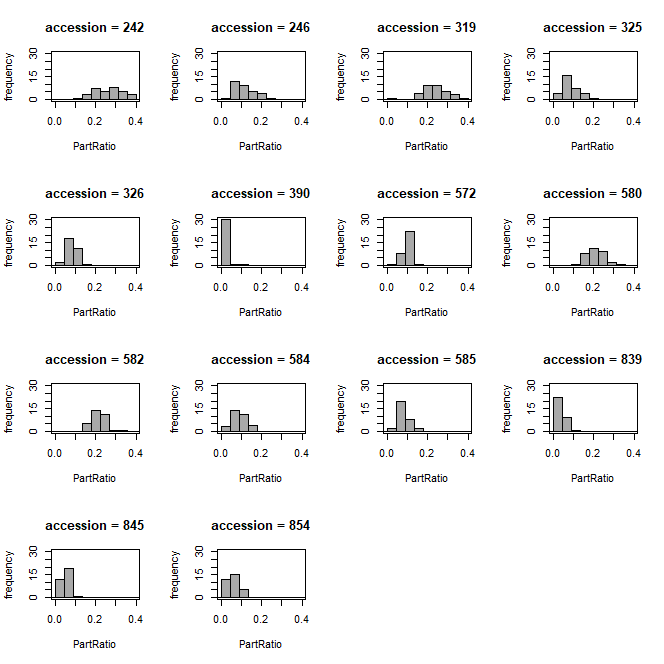 accession = 242
frequency
30
15
0
0.0 0.2 0.4
PartRatio
accession = 246
frequency
30
15
0
0.0 0.2 0.4
PartRatio
accession = 319
frequency
30
15
0
0.0 0.2 0.4
PartRatio
accession = 325
frequency
30
15
0
0.0 0.2 0.4
PartRatio
accession = 326
frequency
30
15
0
0.0 0.2 0.4
PartRatio
accession = 390
frequency
30
15
0
0.0 0.2 0.4
PartRatio
accession = 572
frequency
30
15
0
0.0 0.2 0.4
PartRatio
accession = 580
frequency
30
15
0
0.0 0.2 0.4
PartRatio
accession = 582
frequency
30
15
0
0.0 0.2 0.4
PartRatio
accession = 584
frequency
30
15
0
0.0 0.2 0.4
PartRatio
accession = 585
frequency
30
15
0
0.0 0.2 0.4
PartRatio
accession = 839
frequency
30
15
0
0.0 0.2 0.4
PartRatio
accession = 845
frequency
30
15
0
0.0 0.2 0.4
PartRatio
accession = 854
frequency
30
15
0
0.0 0.2 0.4
PartRatio